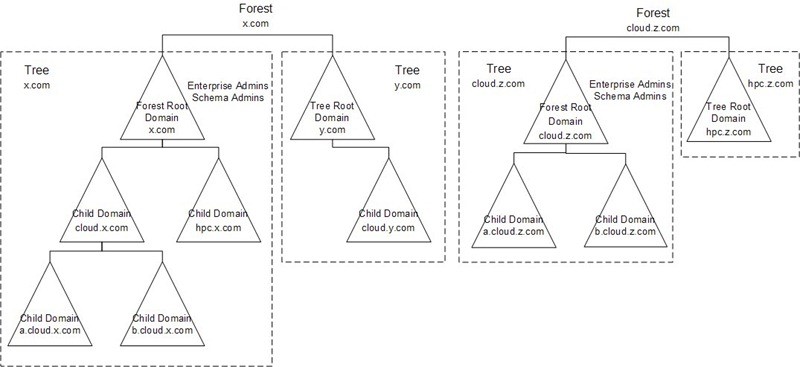 Forest
x.com
Tree
x.com
Enterprise Admins
Schema Admins
Forest Root
Domain
x.com
Child Domain
cloud.x.com
Child Domain
hpc.x.com
Child Domain
a.cloud.x.com
Child Domain
b.cloud.x.com
Tree
y.com
Tree Root
Domain
y.com
Child Domain
cloud.y.com
Forest
cloud.z.com
Tree
cloud.z.com
Enterprise Admins
Schema Admins
Forest Root
Domain
cloud.z.com
Child Domain
a.cloud.z.com
Child Domain
b.cloud.z.com
Tree
hpc.z.com
Tree Root
Domain
hpc.z.com